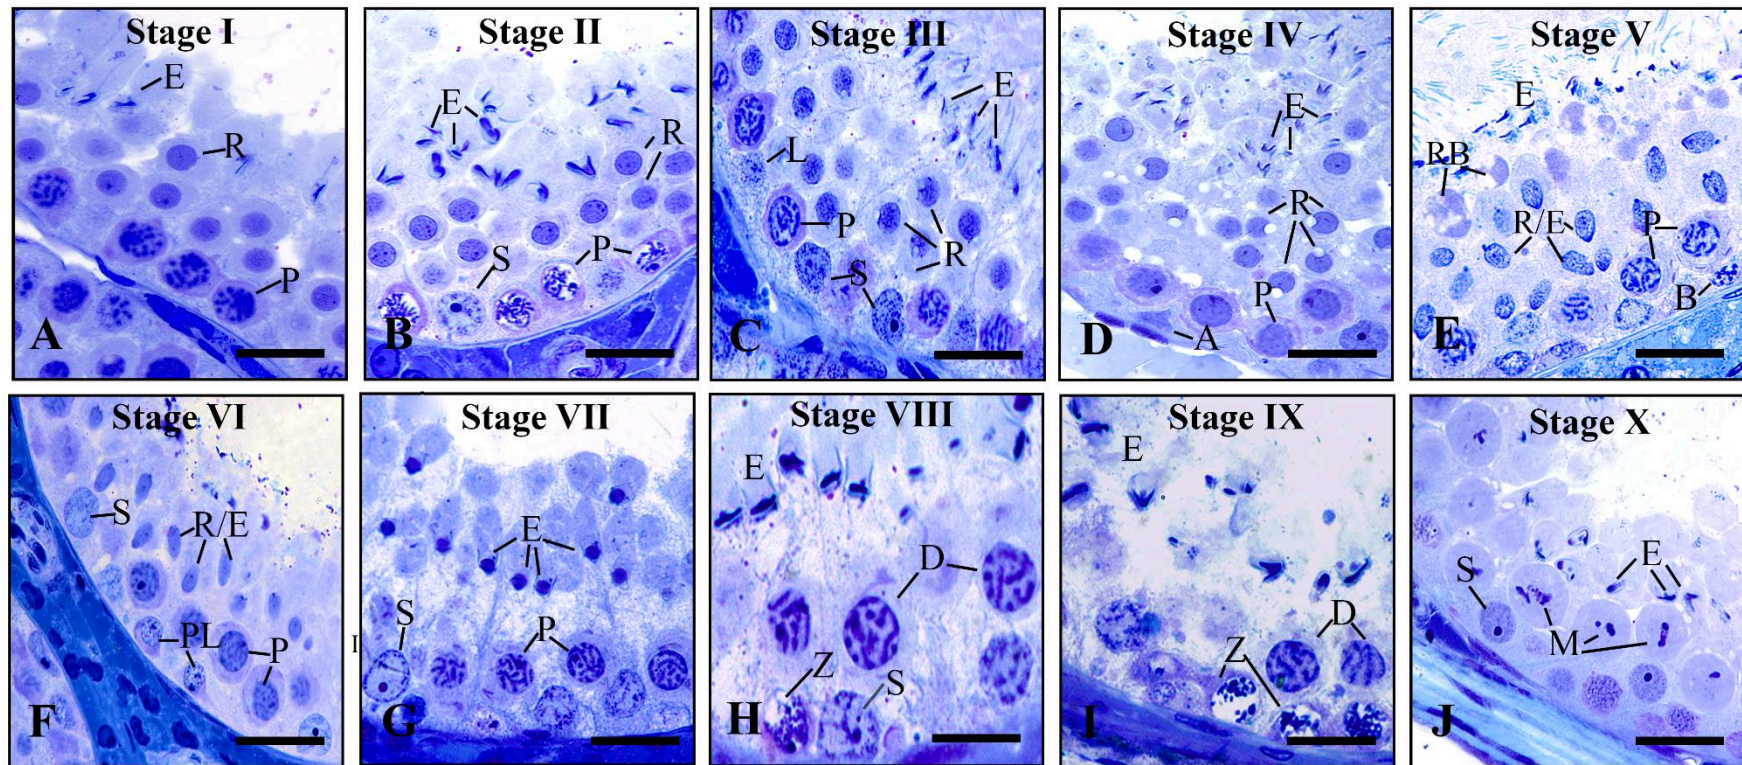 Stage I
E
R
P
A
Stage II
E
R
S
P
B
Stage III
E
L
P
R
S
C
Stage IV
E
R
P
D
A
Stage V
E
RB
R/E
P
B
E
Stage VI
S
R/E
PL
P
F
Stage VII
E
S
P
G
I
Stage VIII
E
D
Z
S
H
Stage IX
E
D
Z
I
Stage X
E
S
M
J